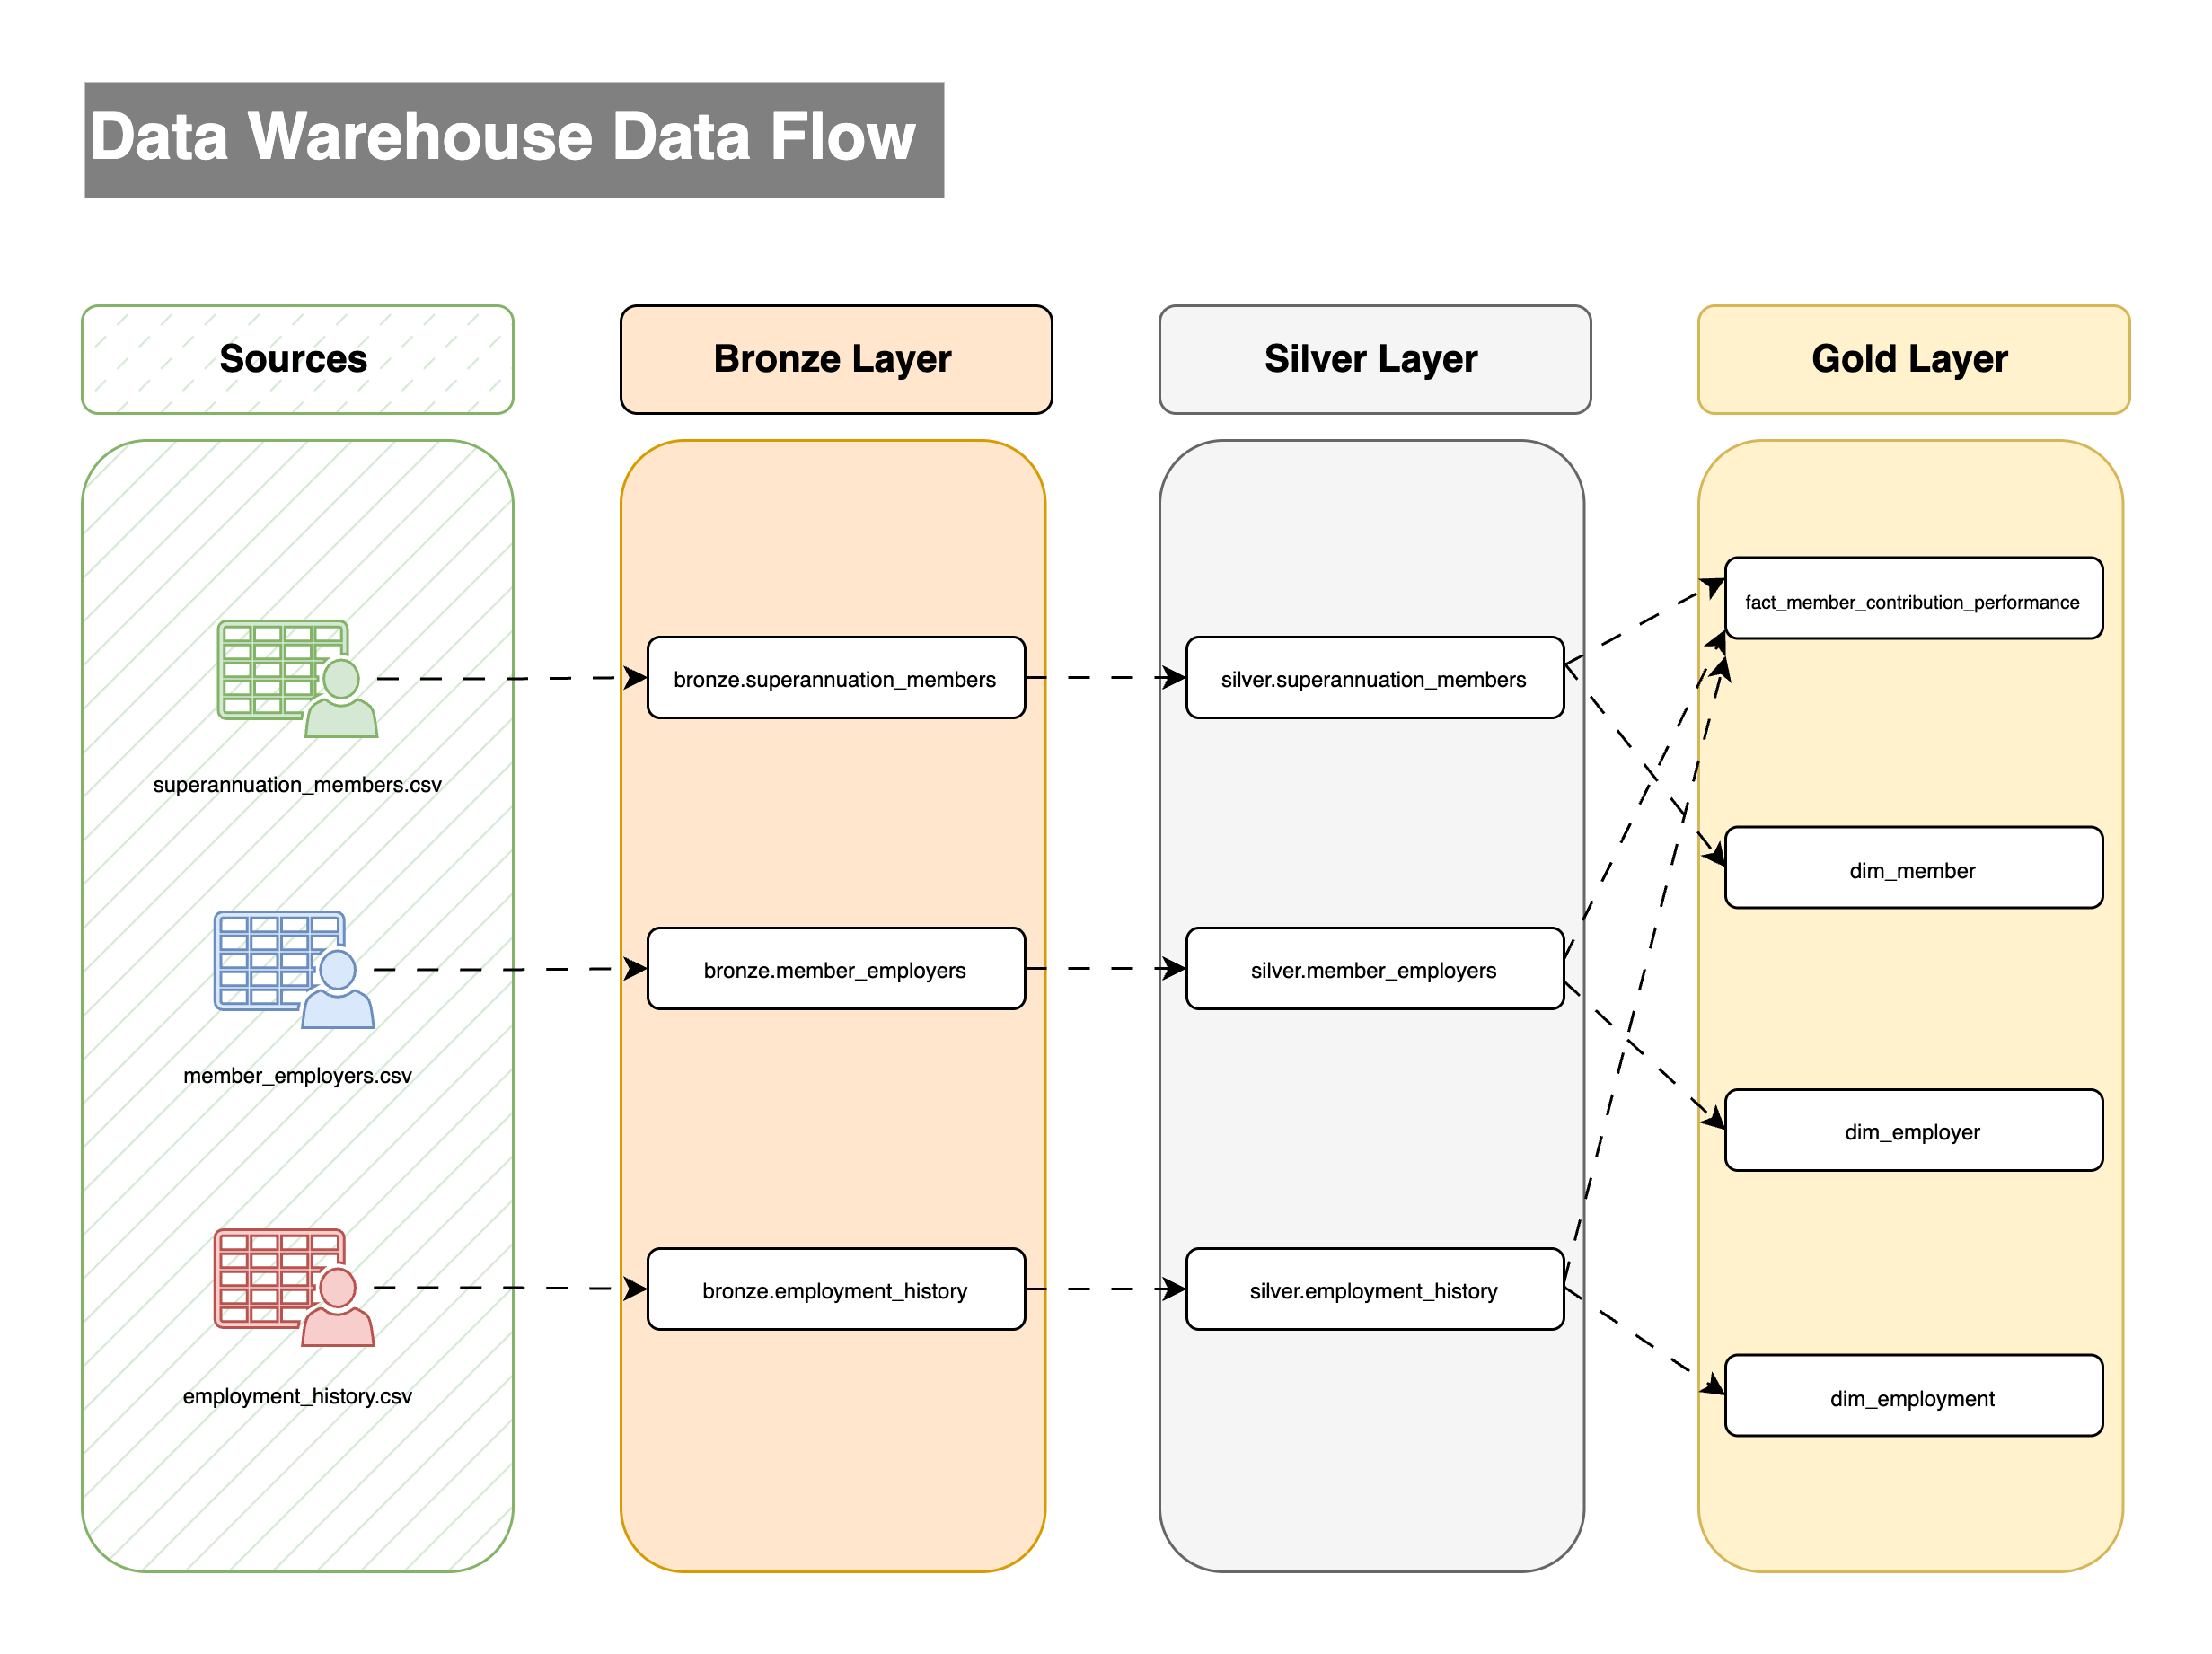 Data Warehouse Data Flow
Sources
Bronze Layer
Silver Layer
Gold Layer
superannuation_members.csv
member_employers.csv
employment_history.csv
bronze.superannuation_members
bronze.member_employers
bronze.employment_history
silver.superannuation_members
silver.member_employers
silver.employment_history
fact_member_contribution_performance
dim_member
dim_employer
dim_employment